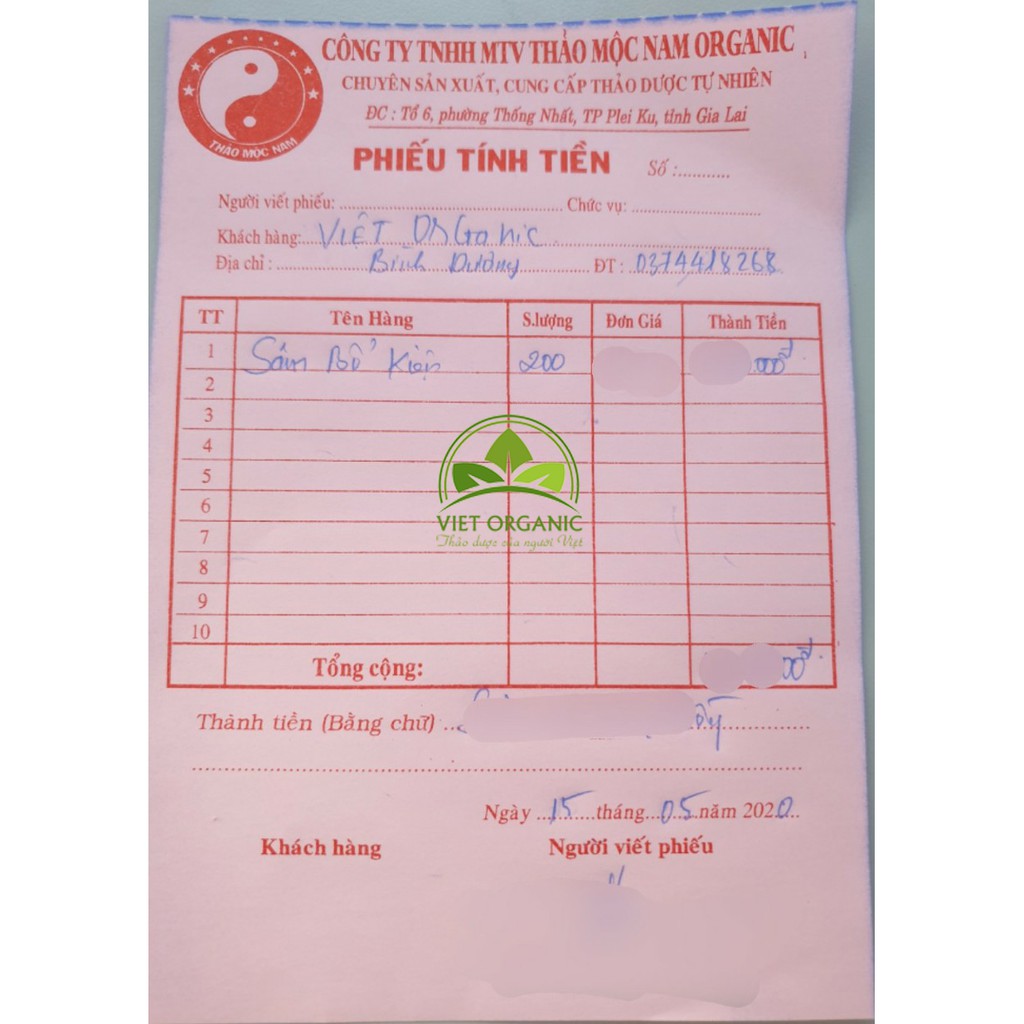 CÔNG TY TNHH MTV THẢO MỘC NAM ORGANIC
CHUYÊN SẢN XUẤT, CUNG CẤP THẢO DƯỢC TỰ NHIÊN
ĐC : Tổ 6, phường Thống Nhất, TP Plei Ku, tỉnh Gia Lai
THẢO MỘC NAM
PHIẾU TÍNH TIỀN Số :...........
Người viết phiếu: ........................ Chức vụ: ........................
Khách hàng: VIỆT ORGaNic
Địa chỉ : Bình Dương ĐT : 0374418268
TT Tên Hàng S.lượng Đơn Giá Thành Tiền
1 Sâm Bổ Kiện 200 .000đ
2
3
4
5
6
7
8
9
10
VIET ORGANIC
Thảo dược của người Việt
Tổng cộng: 00đ
Thành tiền (Bằng chữ)
Ngày 15 tháng 05 năm 2020
Khách hàng Người viết phiếu